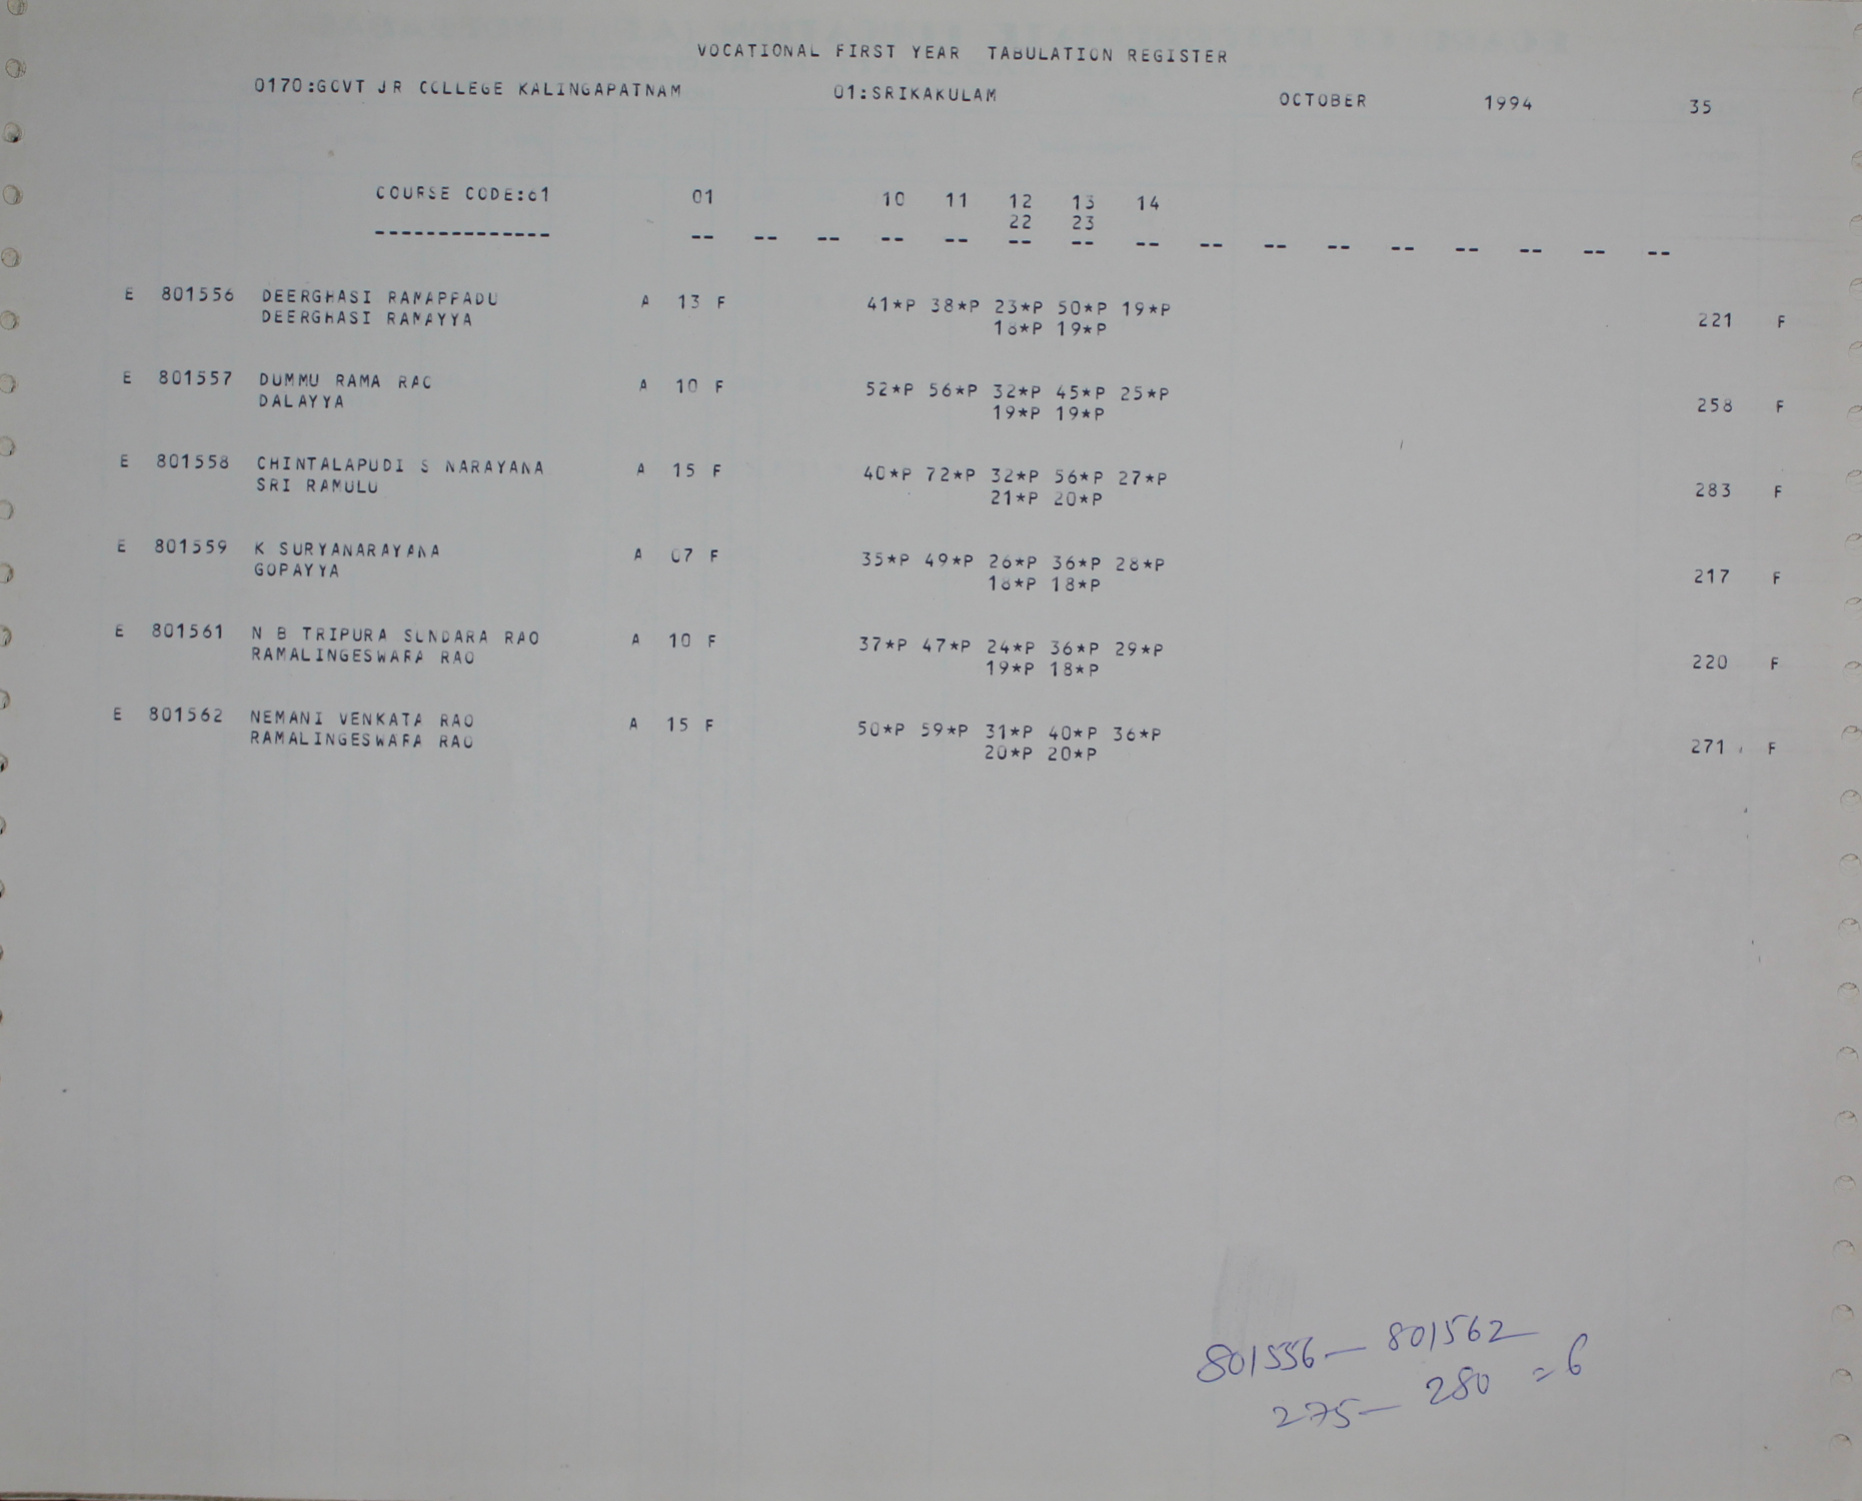 VOCATIONAL FIRST YEAR TABULATION REGISTER
0170:GOVT JR COLLEGE KALINGAPATNAM 01:SRIKAKULAM OCTOBER 1994 35
COURSE CODE:61 01 10 11 12 13 14
22 23
-------------- -- -- -- -- -- -- -- -- -- -- -- -- -- -- -- --
E 801556 DEERGHASI RAMAPPADU A 13 F 41*P 38*P 23*P 50*P 19*P
DEERGHASI RAMAYYA 18*P 19*P 221 F
E 801557 DUMMU RAMA RAO A 10 F 52*P 56*P 32*P 45*P 25*P
DALAYYA 19*P 19*P 258 F
E 801558 CHINTALAPUDI S NARAYANA A 15 F 40*P 72*P 32*P 56*P 27*P
SRI RAMULU 21*P 20*P 283 F
E 801559 K SURYANARAYANA A 07 F 35*P 49*P 26*P 36*P 28*P
GOPAYYA 18*P 18*P 217 F
E 801561 N B TRIPURA SUNDARA RAO A 10 F 37*P 47*P 24*P 36*P 29*P
RAMALINGESWARA RAO 19*P 18*P 220 F
E 801562 NEMANI VENKATA RAO A 15 F 50*P 59*P 31*P 40*P 36*P
RAMALINGESWARA RAO 20*P 20*P 271 F
801556 — 801562
275 — 280 = 6